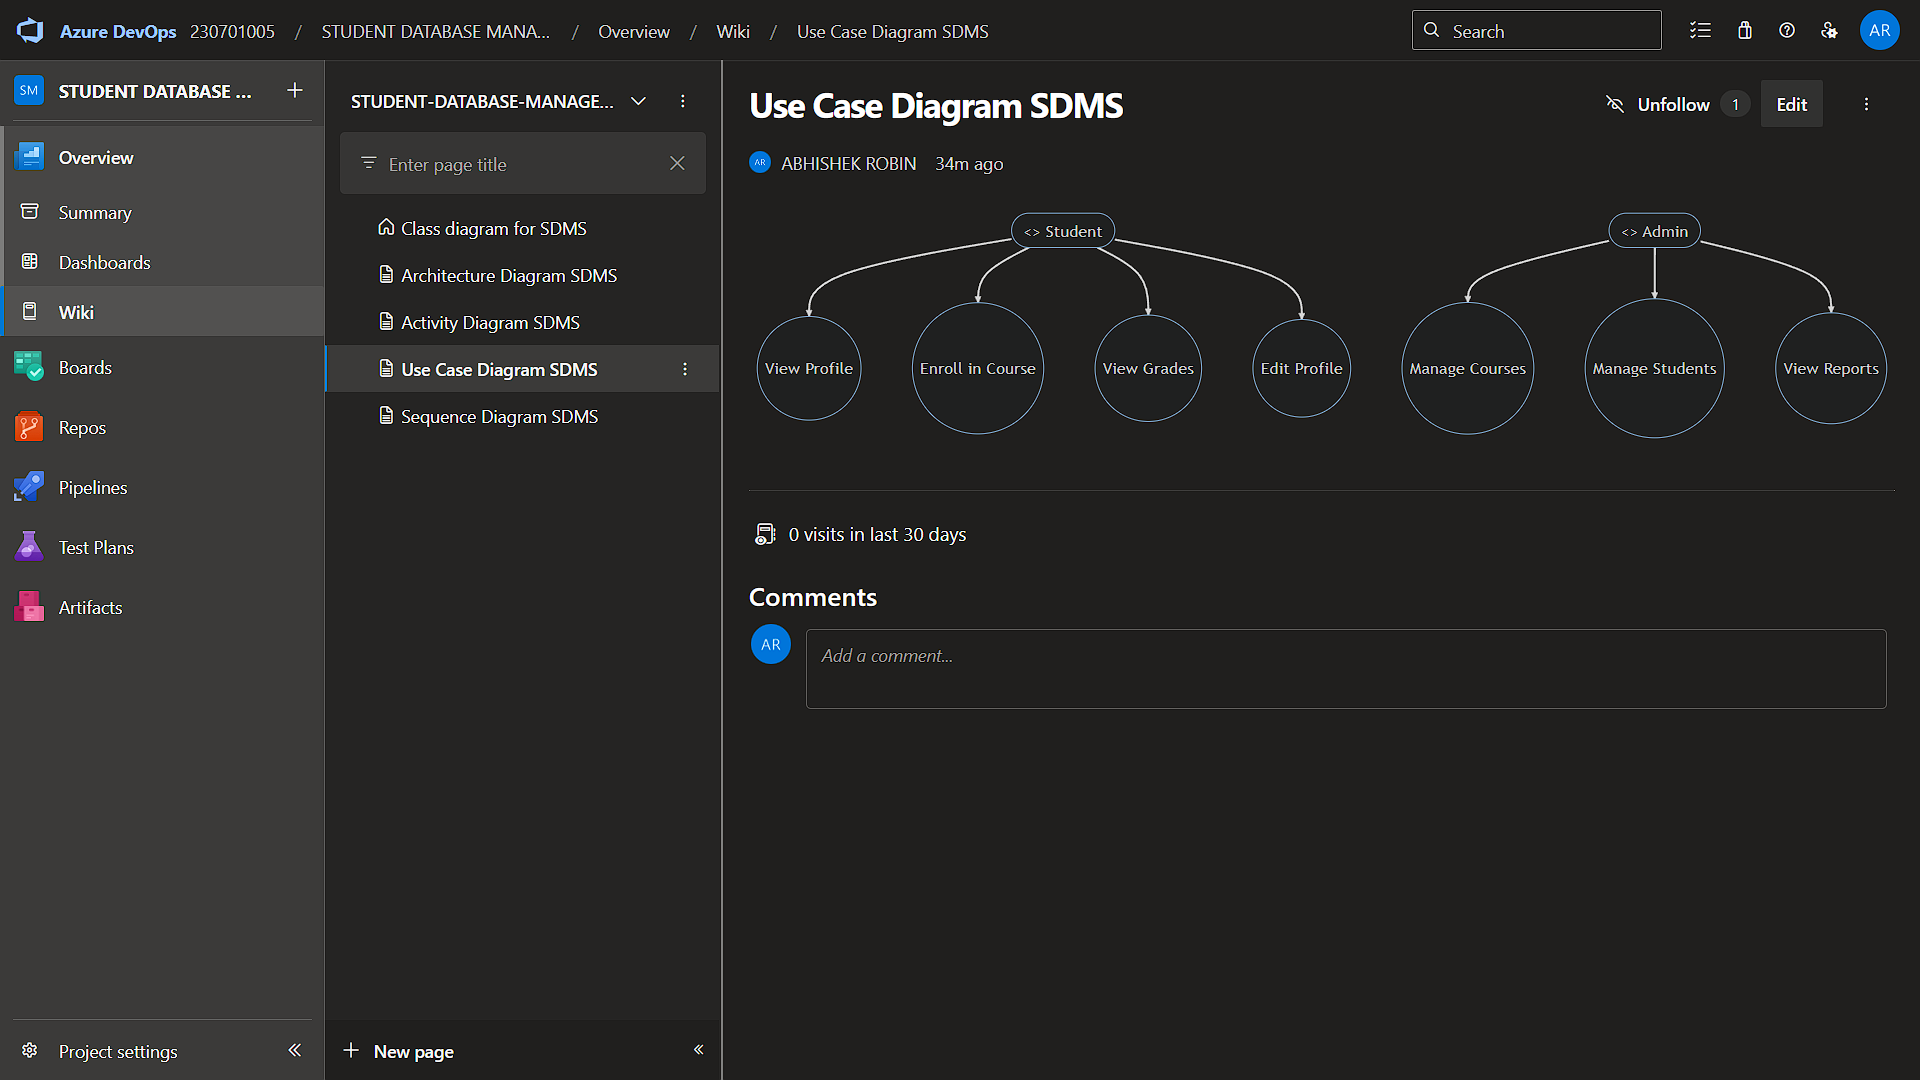 Azure DevOps 230701005 / STUDENT DATABASE MANA... / Overview / Wiki / Use Case Diagram SDMS
Search
AR
SM STUDENT DATABASE ...
Overview
Summary
Dashboards
Wiki
Boards
Repos
Pipelines
Test Plans
Artifacts
Project settings
STUDENT-DATABASE-MANAGE...
Enter page title
Class diagram for SDMS
Architecture Diagram SDMS
Activity Diagram SDMS
Use Case Diagram SDMS
Sequence Diagram SDMS
New page
Use Case Diagram SDMS
Unfollow 1 Edit
AR ABHISHEK ROBIN 34m ago
<> Student <> Admin
View Profile Enroll in Course View Grades Edit Profile Manage Courses Manage Students View Reports
0 visits in last 30 days
Comments
AR
Add a comment...